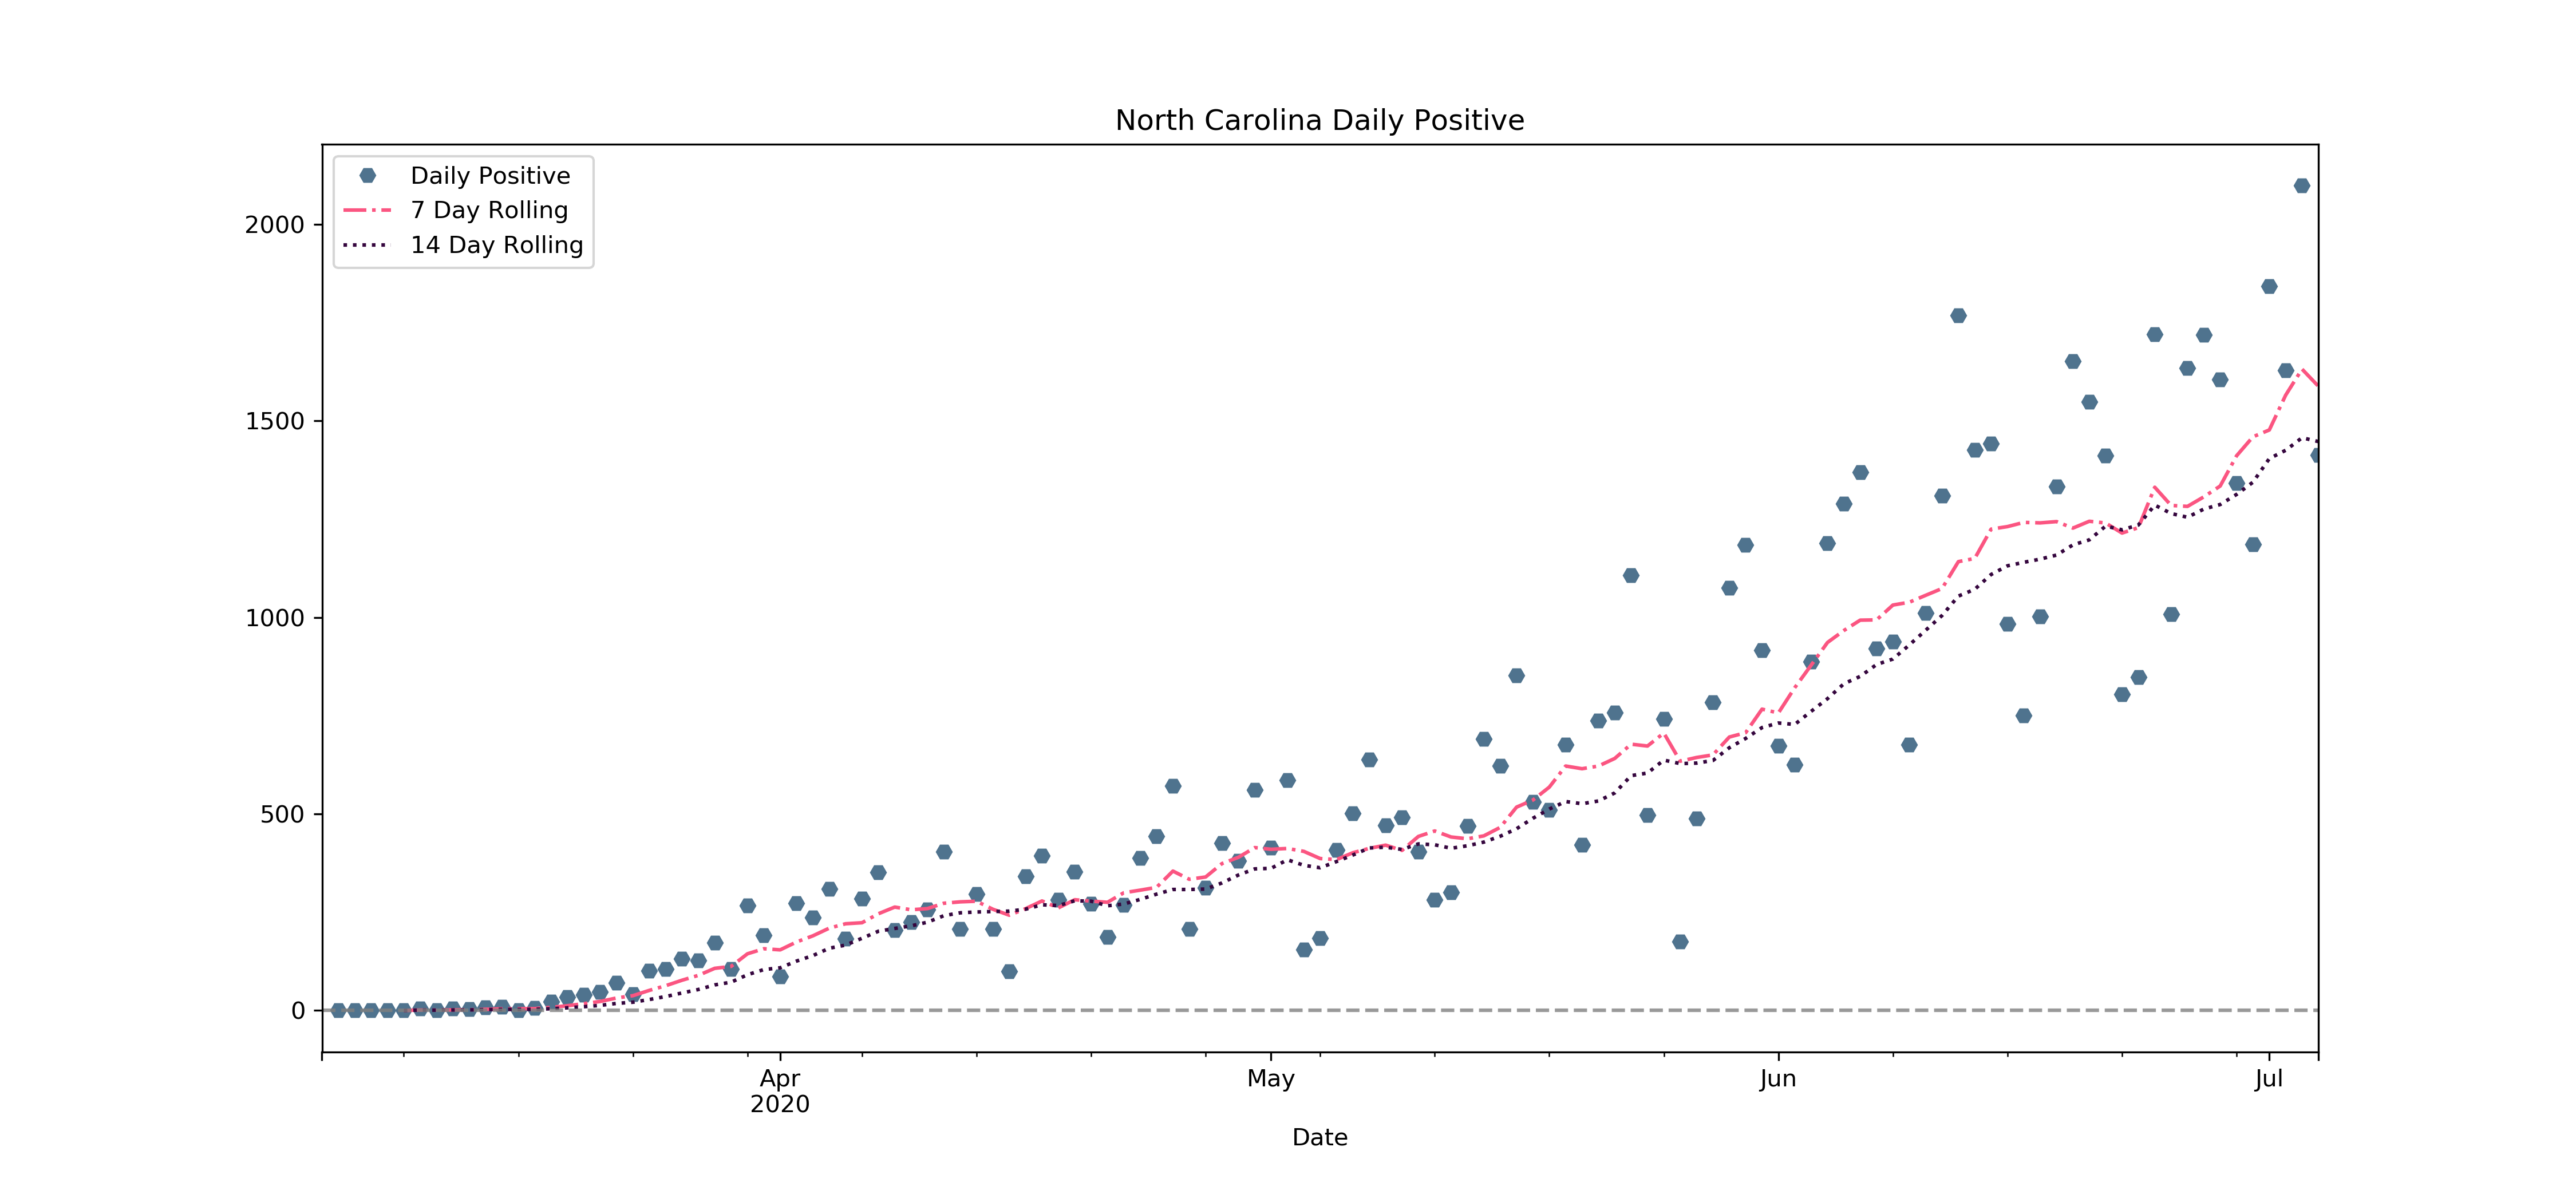 North Carolina Daily Positive
Daily Positive
7 Day Rolling
14 Day Rolling
2000
1500
1000
500
0
Apr May Jun Jul
2020
Date